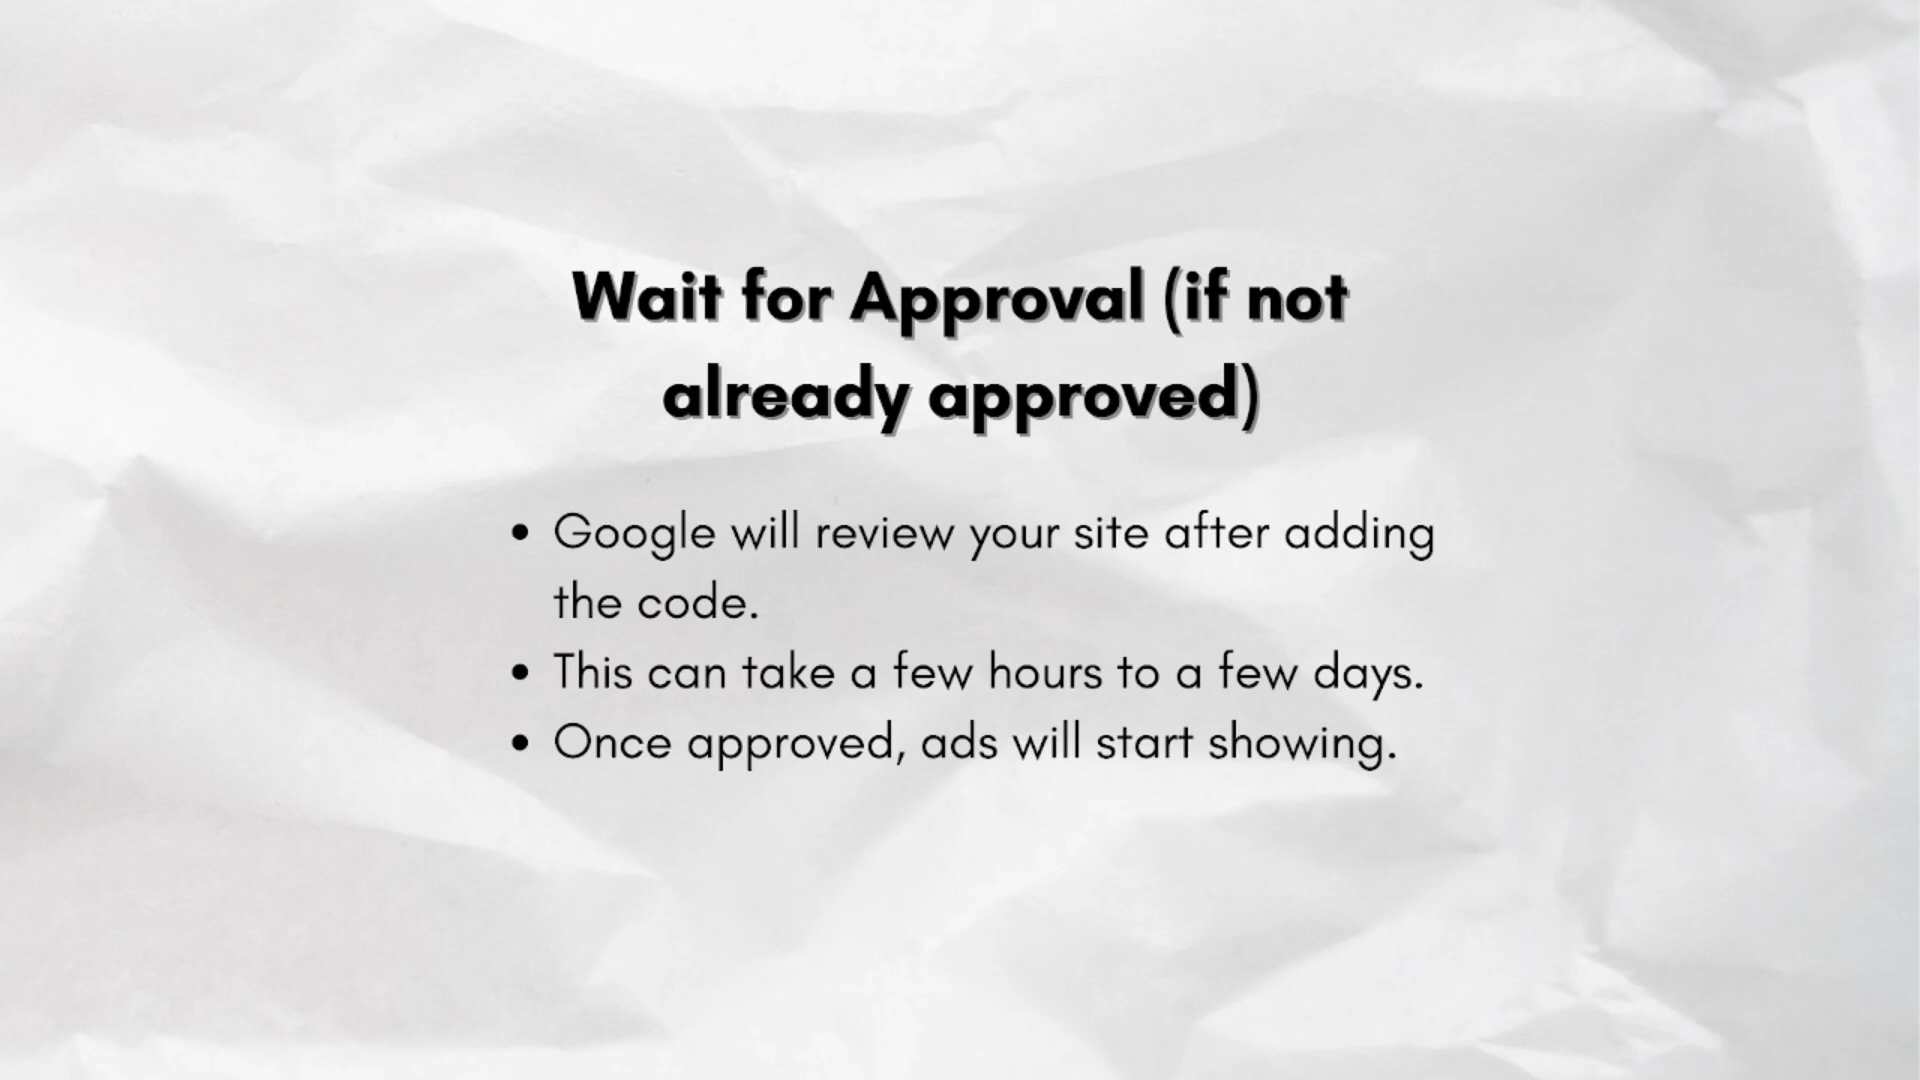 Wait for Approval (if not
already approved)
• Google will review your site after adding
the code.
• This can take a few hours to a few days.
• Once approved, ads will start showing.